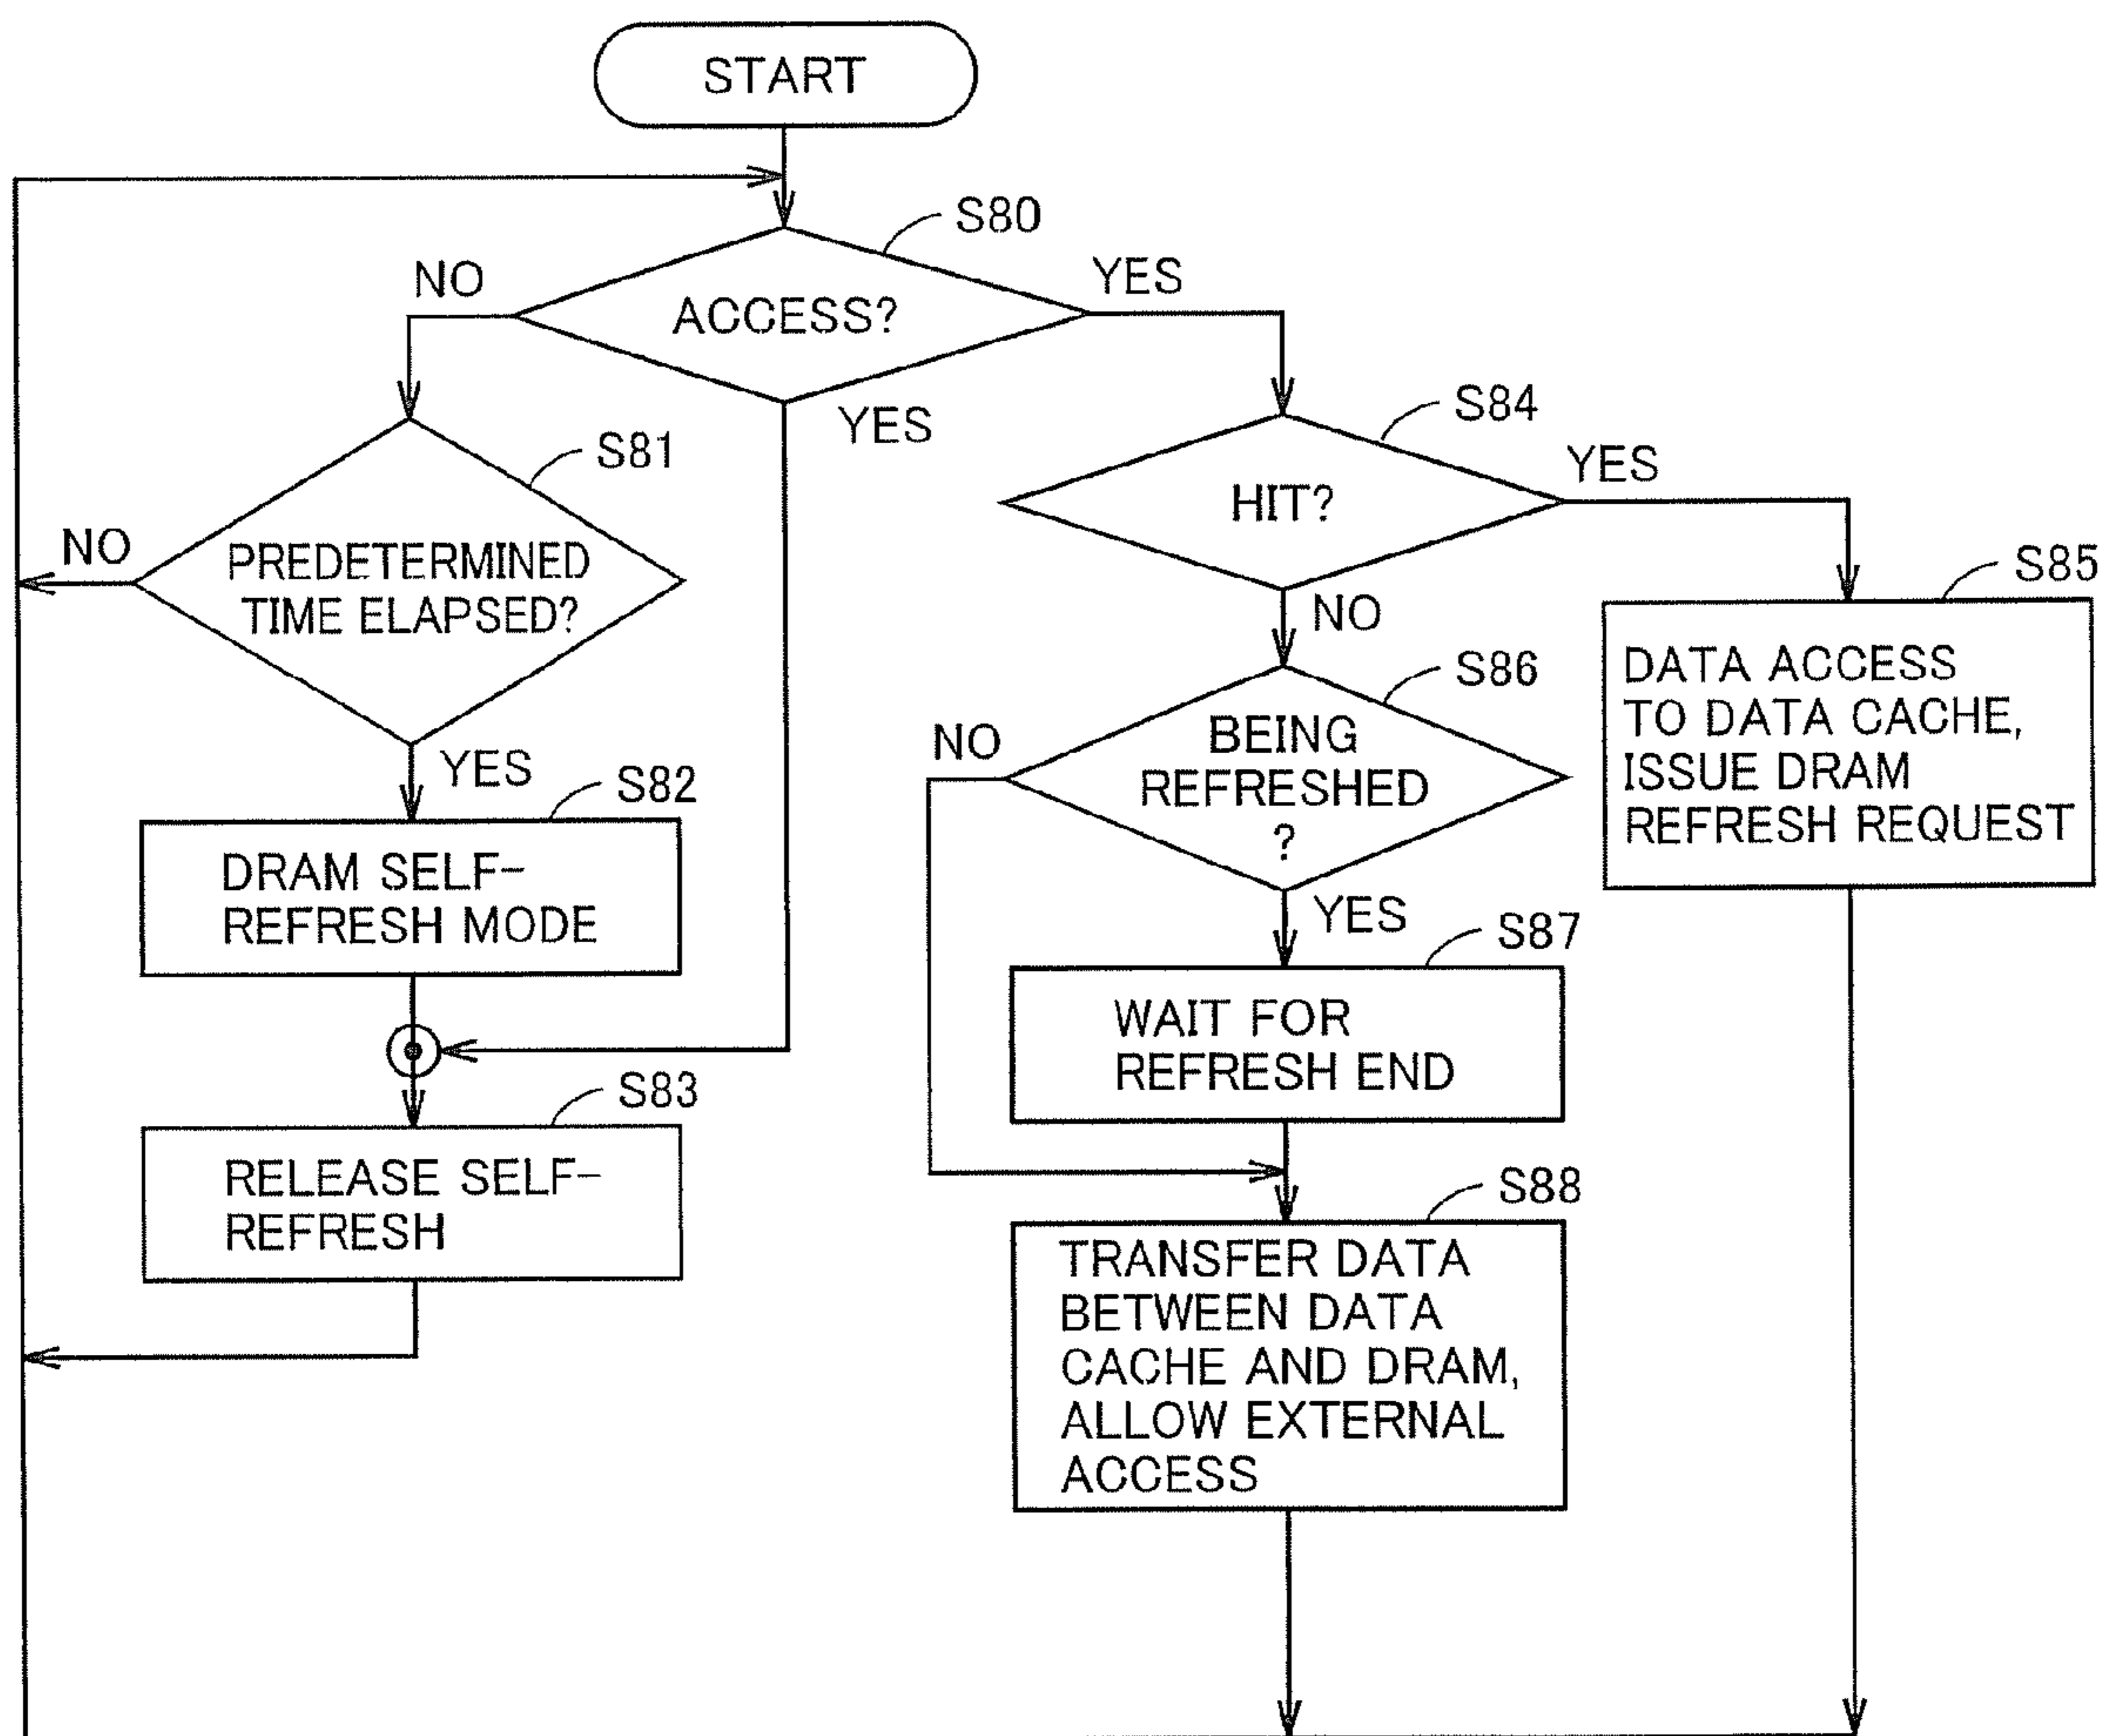 START
S80
NO
YES
ACCESS?
YES
S84
S81
YES
HIT?
NO
PREDETERMINED
TIME ELAPSED?
S85
NO
DATA ACCESS
TO DATA CACHE,
ISSUE DRAM
REFRESH REQUEST
S86
NO
BEING
REFRESHED
?
YES
S82
DRAM SELF-
REFRESH MODE
YES
S87
WAIT FOR
REFRESH END
S83
RELEASE SELF-
REFRESH
S88
TRANSFER DATA
BETWEEN DATA
CACHE AND DRAM,
ALLOW EXTERNAL
ACCESS